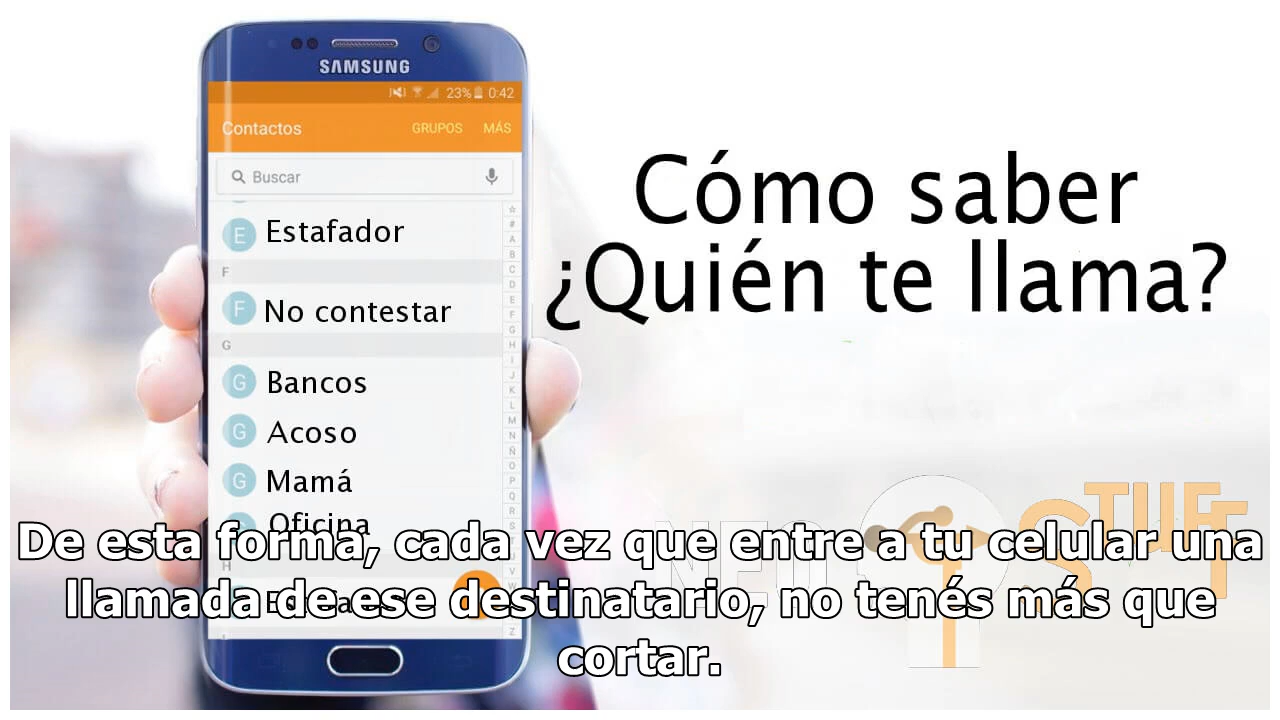 SAMSUNG
23% 0:42
Contactos GRUPOS MÁS
Buscar
E Estafador
F
F No contestar
G
G Bancos
G Acoso
G Mamá
Oficina
H
☆
#
A
B
C
D
E
F
G
H
I
J
K
L
M
N
Ñ
O
P
Q
R
S
V
W
Z
Cómo saber
¿Quién te llama?
NEO STUFF
De esta forma, cada vez que entre a tu celular una
llamada de ese destinatario, no tenés más que
cortar.